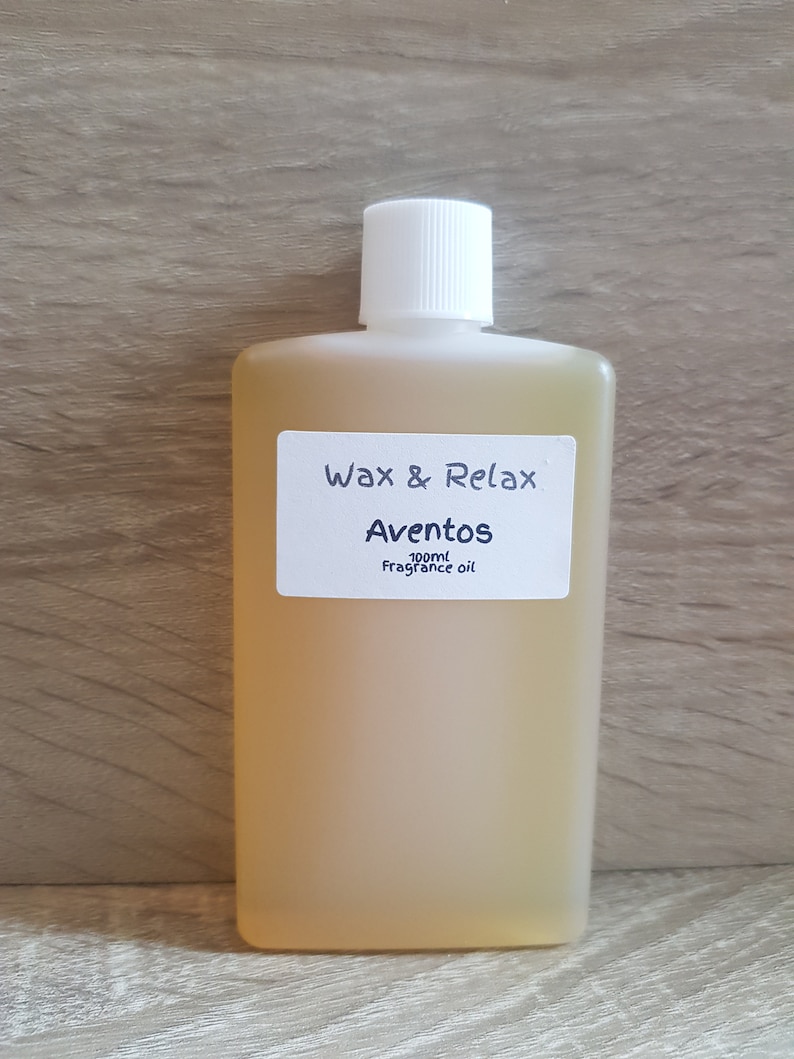 Wax & Relax
Aventos
100ml
Fragrance oil